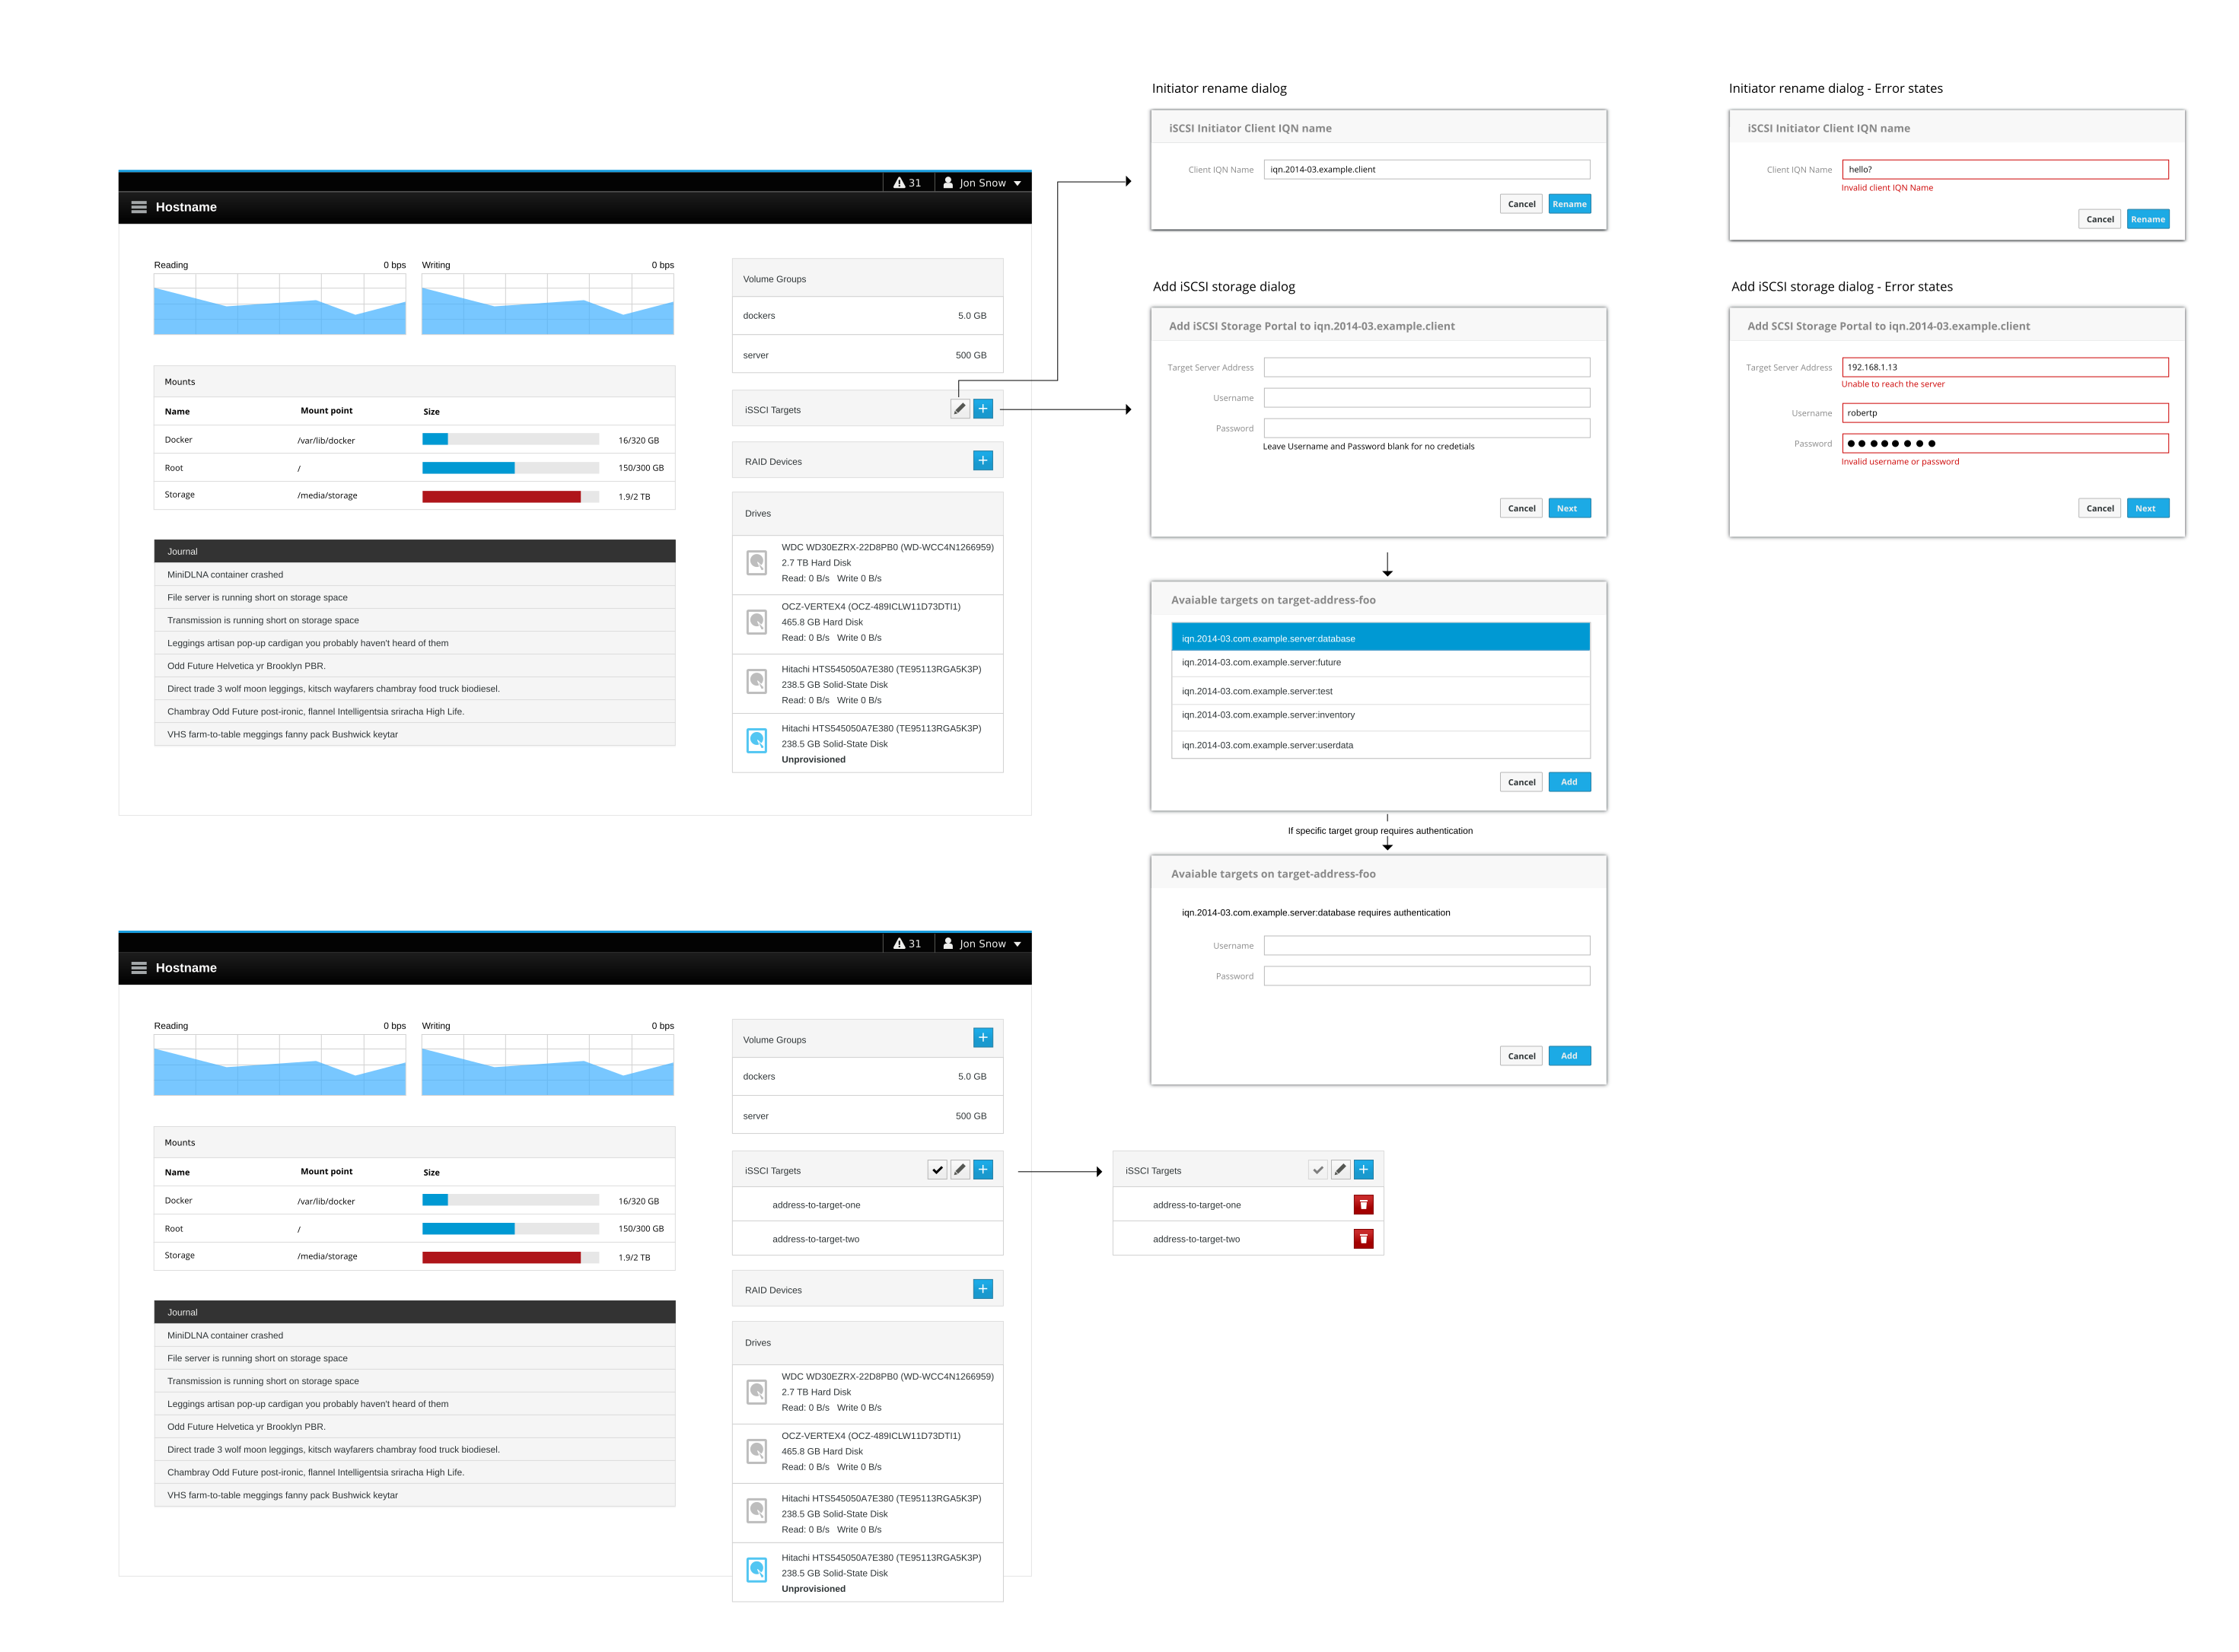 Initiator rename dialog
iSCSI Initiator Client IQN name
Client IQN Name iqn.2014-03.example.client
Cancel Rename
Initiator rename dialog - Error states
iSCSI Initiator Client IQN name
Client IQN Name hello?
Invalid client IQN Name
Cancel Rename
31 Jon Snow
Hostname
Reading 0 bps Writing 0 bps
Mounts
Name Mount point Size
Docker /var/lib/docker 16/320 GB
Root / 150/300 GB
Storage /media/storage 1.9/2 TB
Journal
MiniDLNA container crashed
File server is running short on storage space
Transmission is running short on storage space
Leggings artisan pop-up cardigan you probably haven't heard of them
Odd Future Helvetica yr Brooklyn PBR.
Direct trade 3 wolf moon leggings, kitsch wayfarers chambray food truck biodiesel.
Chambray Odd Future post-ironic, flannel Intelligentsia sriracha High Life.
VHS farm-to-table meggings fanny pack Bushwick keytar
Volume Groups
dockers 5.0 GB
server 500 GB
iSSCI Targets
RAID Devices
Drives
WDC WD30EZRX-22D8PB0 (WD-WCC4N1266959)
2.7 TB Hard Disk
Read: 0 B/s Write 0 B/s
OCZ-VERTEX4 (OCZ-489ICLW11D73DTI1)
465.8 GB Hard Disk
Read: 0 B/s Write 0 B/s
Hitachi HTS545050A7E380 (TE95113RGA5K3P)
238.5 GB Solid-State Disk
Read: 0 B/s Write 0 B/s
Hitachi HTS545050A7E380 (TE95113RGA5K3P)
238.5 GB Solid-State Disk
Unprovisioned
Add iSCSI storage dialog
Add iSCSI Storage Portal to iqn.2014-03.example.client
Target Server Address
Username
Password
Leave Username and Password blank for no credetials
Cancel Next
Add iSCSI storage dialog - Error states
Add SCSI Storage Portal to iqn.2014-03.example.client
Target Server Address 192.168.1.13
Unable to reach the server
Username robertp
Password
Invalid username or password
Cancel Next
Avaiable targets on target-address-foo
iqn.2014-03.com.example.server:database
iqn.2014-03.com.example.server:future
iqn.2014-03.com.example.server:test
iqn.2014-03.com.example.server:inventory
iqn.2014-03.com.example.server:userdata
Cancel Add
If specific target group requires authentication
Avaiable targets on target-address-foo
iqn.2014-03.com.example.server:database requires authentication
Username
Password
Cancel Add
31 Jon Snow
Hostname
Reading 0 bps Writing 0 bps
Mounts
Name Mount point Size
Docker /var/lib/docker 16/320 GB
Root / 150/300 GB
Storage /media/storage 1.9/2 TB
Journal
MiniDLNA container crashed
File server is running short on storage space
Transmission is running short on storage space
Leggings artisan pop-up cardigan you probably haven't heard of them
Odd Future Helvetica yr Brooklyn PBR.
Direct trade 3 wolf moon leggings, kitsch wayfarers chambray food truck biodiesel.
Chambray Odd Future post-ironic, flannel Intelligentsia sriracha High Life.
VHS farm-to-table meggings fanny pack Bushwick keytar
Volume Groups
dockers 5.0 GB
server 500 GB
iSSCI Targets
address-to-target-one
address-to-target-two
RAID Devices
Drives
WDC WD30EZRX-22D8PB0 (WD-WCC4N1266959)
2.7 TB Hard Disk
Read: 0 B/s Write 0 B/s
OCZ-VERTEX4 (OCZ-489ICLW11D73DTI1)
465.8 GB Hard Disk
Read: 0 B/s Write 0 B/s
Hitachi HTS545050A7E380 (TE95113RGA5K3P)
238.5 GB Solid-State Disk
Read: 0 B/s Write 0 B/s
Hitachi HTS545050A7E380 (TE95113RGA5K3P)
238.5 GB Solid-State Disk
Unprovisioned
iSSCI Targets
address-to-target-one
address-to-target-two